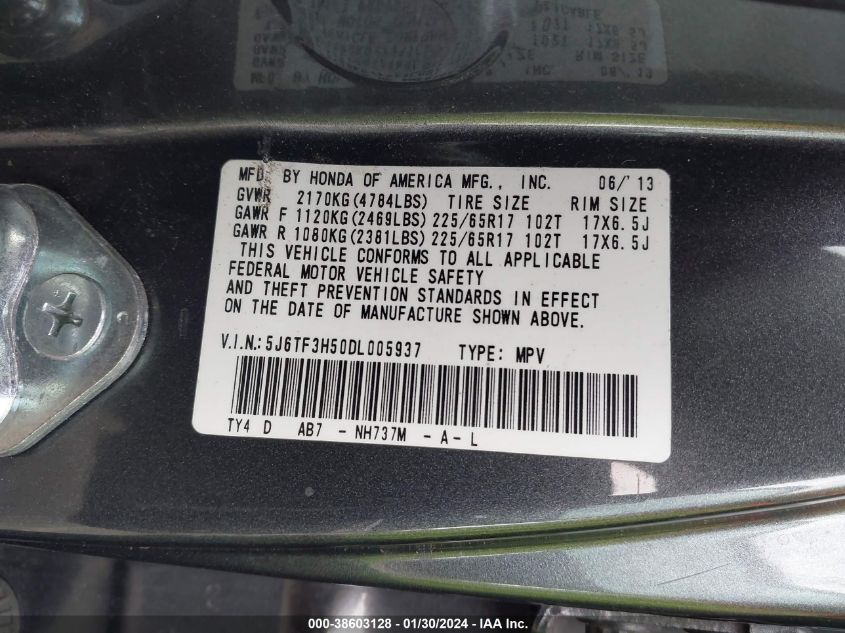 MFD. BY HONDA OF AMERICA MFG., INC. 06/'13
GVWR 2170KG(4784LBS) TIRE SIZE RIM SIZE
GAWR F 1120KG(2469LBS) 225/65R17 102T 17X6.5J
GAWR R 1080KG(2381LBS) 225/65R17 102T 17X6.5J
THIS VEHICLE CONFORMS TO ALL APPLICABLE
FEDERAL MOTOR VEHICLE SAFETY
AND THEFT PREVENTION STANDARDS IN EFFECT
ON THE DATE OF MANUFACTURE SHOWN ABOVE.
V.I.N.: 5J6TF3H50DL005937 TYPE: MPV
TY4 D AB7 - NH737M - A - L
000-38603128 - 01/30/2024 - IAA Inc.